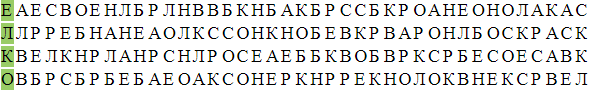 ЕАЕСВОЕНЛБРЛНВВБКНБАКБРССБКРОАНЕОНОЛАКАС
ЛЛРРЕБНАНЕАОЛКССОНКНОБЕВКРВАРОНЛБОСКРАСК
КВЕЛКНРЛАНРСНЛРОСЕАЕББКВОБВРКСРБЕСОЕСАВК
ОВБРСБРБЕБАЕОАКСОНЕРКНРРЕКНОЛОКВНЕКСРВЕЛ